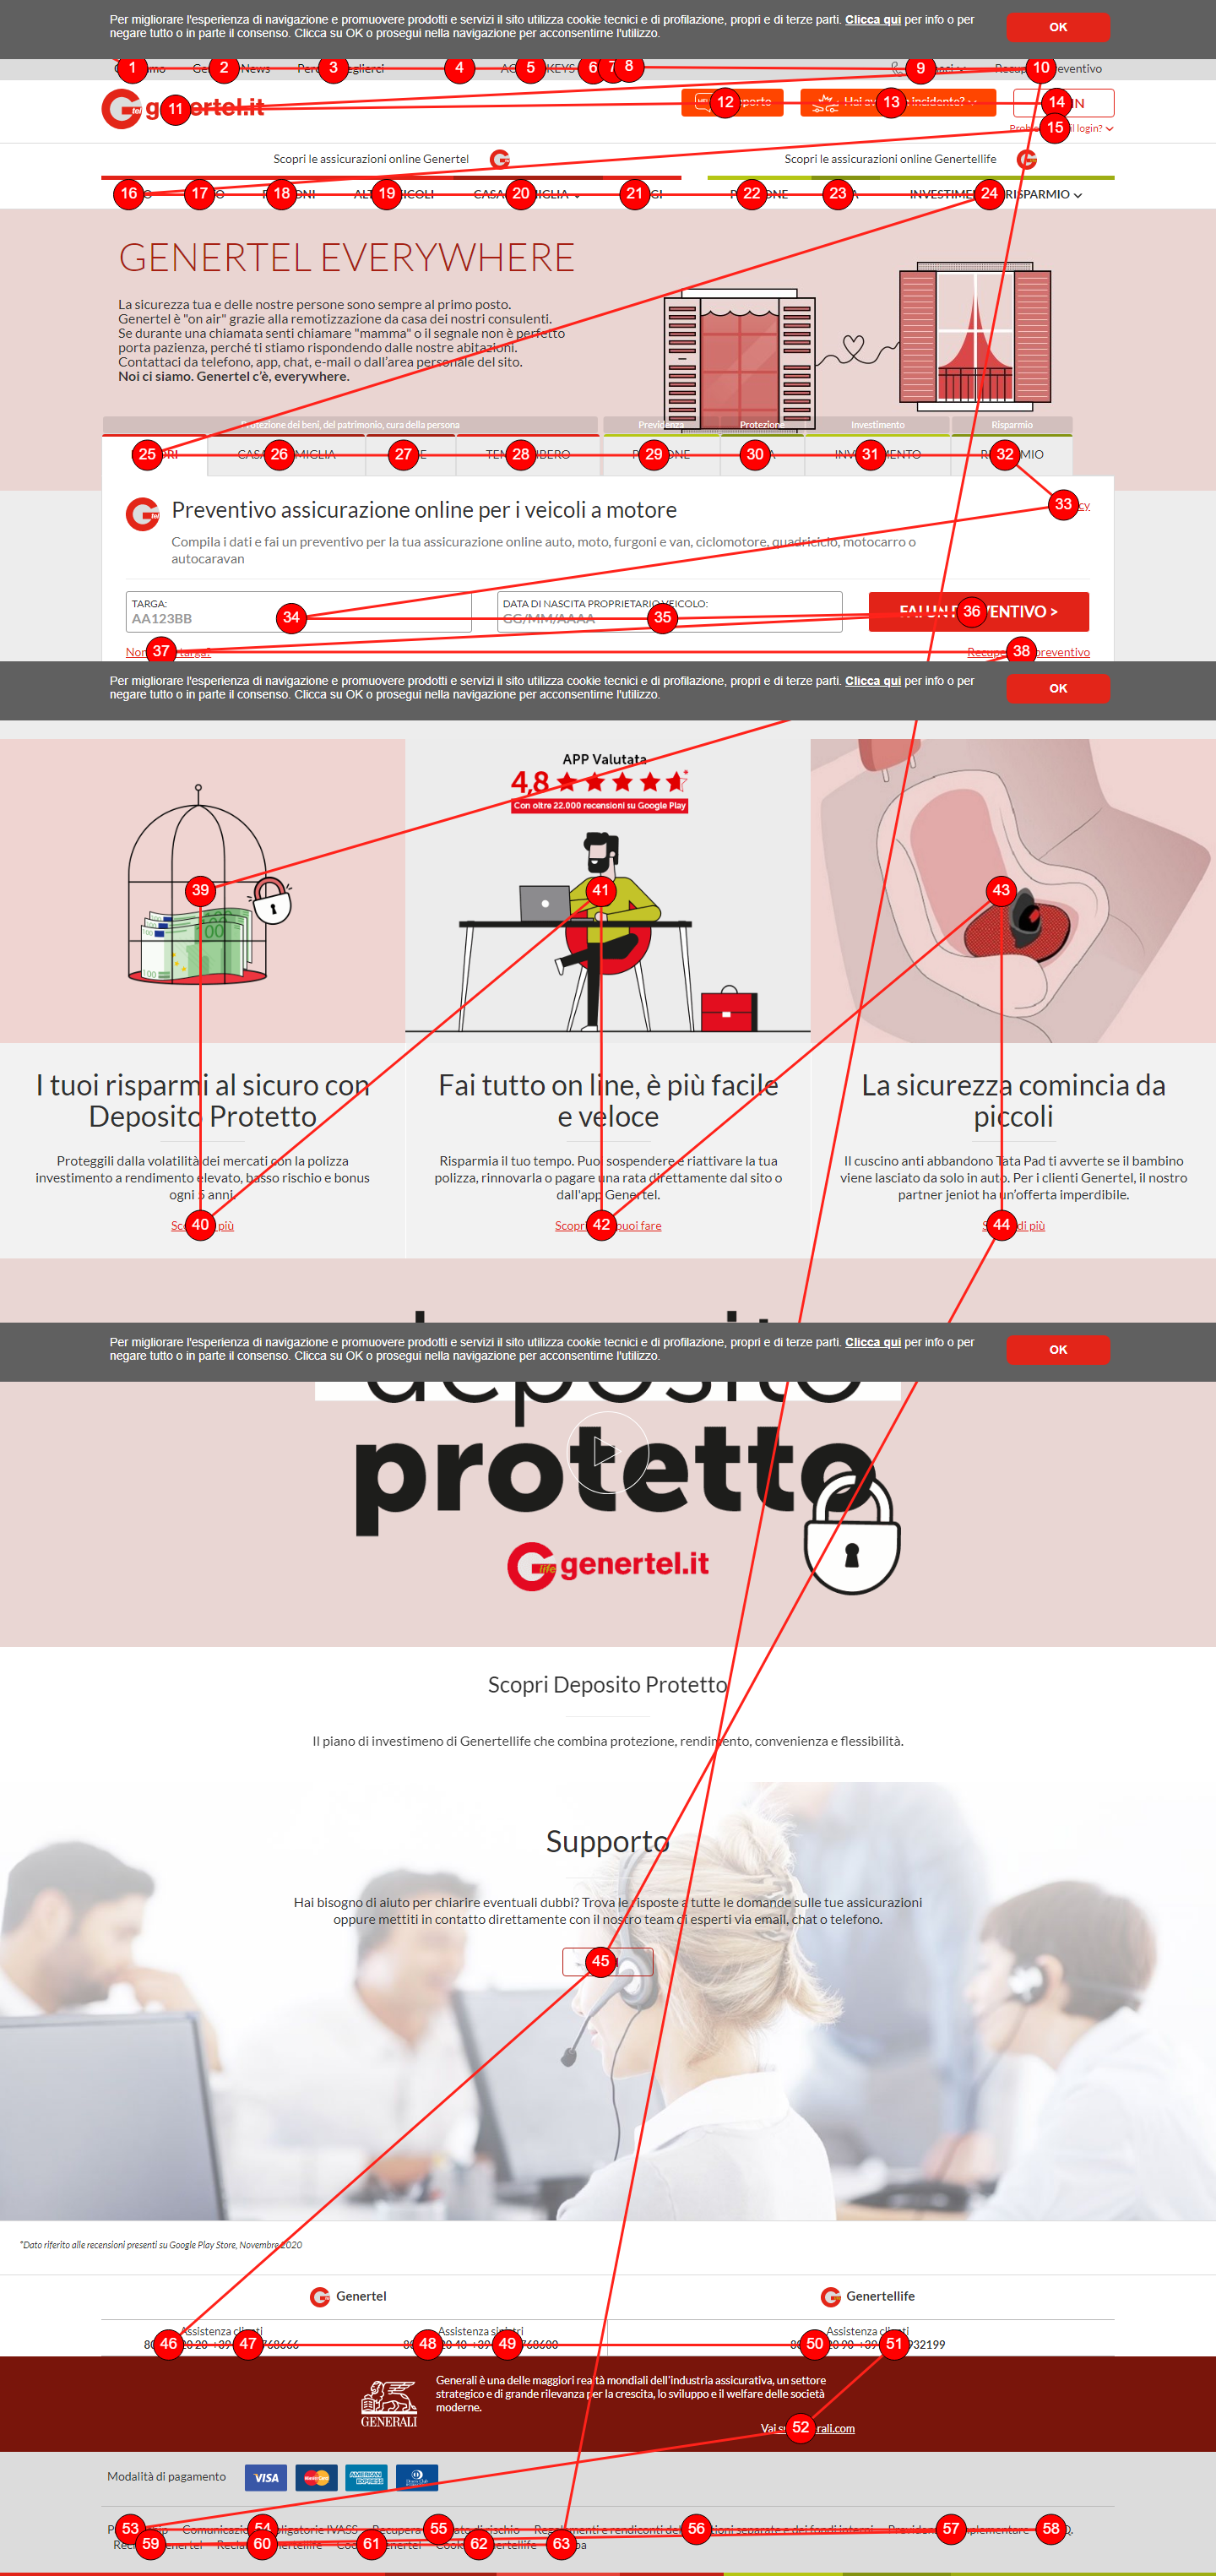 Per migliorare l'esperienza di navigazione e promuovere prodotti e servizi il sito utilizza cookie tecnici e di profilazione, propri e di terze parti. Clicca qui per info o per
negare tutto o in parte il consenso. Clicca su OK o prosegui nella navigazione per acconsentirne l'utilizzo.
OK
1 2 News 3 4 5 KEYS 6 7 8 9 10
11 genertel.it 12 13 Hai incidente? 14
15 il login?
Scopri le assicurazioni online Genertel
Scopri le assicurazioni online Genertellife
16 17 18 19 20 21 22 23 24 RISPARMIO
GENERTEL EVERYWHERE
La sicurezza tua e delle nostre persone sono sempre al primo posto.
Genertel è "on air" grazie alla remotizzazione da casa dei nostri consulenti.
Se durante una chiamata senti chiamare "mamma" o il segnale non è perfetto
porta pazienza, perché ti stiamo rispondendo dalle nostre abitazioni.
Contattaci da telefono, app, chat, e-mail o dall'area personale del sito.
Noi ci siamo. Genertel c'è, everywhere.
Protezione dei beni, del patrimonio, cura della persona
Previdenza Protezione Investimento Risparmio
25 26 27 28 29 30 31 32
33
Preventivo assicurazione online per i veicoli a motore
Compila i dati e fai un preventivo per la tua assicurazione online auto, moto, furgoni e van, ciclomotore, quadriciclo, motocarro o
autocaravan
TARGA:
AA123BB 34
DATA DI NASCITA PROPRIETARIO VEICOLO:
GG/MM/AAAA 35
FAI UN 36 >
37 targa? 38 preventivo
Per migliorare l'esperienza di navigazione e promuovere prodotti e servizi il sito utilizza cookie tecnici e di profilazione, propri e di terze parti. Clicca qui per info o per
negare tutto o in parte il consenso. Clicca su OK o prosegui nella navigazione per acconsentirne l'utilizzo.
OK
APP Valutata
4,8 *
Con oltre 22.000 recensioni su Google Play
39 41 43
100
I tuoi risparmi al sicuro con
Deposito Protetto
Proteggili dalla volatilità dei mercati con la polizza
investimento a rendimento elevato, basso rischio e bonus
ogni 5 anni.
40 più
Fai tutto on line, è più facile
e veloce
Risparmia il tuo tempo. Puoi sospendere e riattivare la tua
polizza, rinnovarla o pagare una rata direttamente dal sito o
dall'app Genertel.
42 puoi fare
La sicurezza comincia da
piccoli
Il cuscino anti abbandono Tata Pad ti avverte se il bambino
viene lasciato da solo in auto. Per i clienti Genertel, il nostro
partner jeniot ha un'offerta imperdibile.
44 di più
Per migliorare l'esperienza di navigazione e promuovere prodotti e servizi il sito utilizza cookie tecnici e di profilazione, propri e di terze parti. Clicca qui per info o per
negare tutto o in parte il consenso. Clicca su OK o prosegui nella navigazione per acconsentirne l'utilizzo.
OK
deposito
protetto
life genertel.it
Scopri Deposito Protetto
Il piano di investimeno di Genertellife che combina protezione, rendimento, convenienza e flessibilità.
Supporto
Hai bisogno di aiuto per chiarire eventuali dubbi? Trova le risposte a tutte le domande sulle tue assicurazioni
oppure mettiti in contatto direttamente con il nostro team di esperti via email, chat o telefono.
45
*Dato riferito alle recensioni presenti su Google Play Store, Novembre 2020
Genertel
Genertellife
Assistenza clienti Assistenza sinistri Assistenza clienti
46 47 48 49 50 51
Generali è una delle maggiori realtà mondiali dell'industria assicurativa, un settore
strategico e di grande rilevanza per la crescita, lo sviluppo e il welfare delle società
moderne.
GENERALI
Vai 52
Modalità di pagamento VISA MasterCard AMERICAN EXPRESS
53 54 IVASS 55 56 57 58
59 60 61 62 63